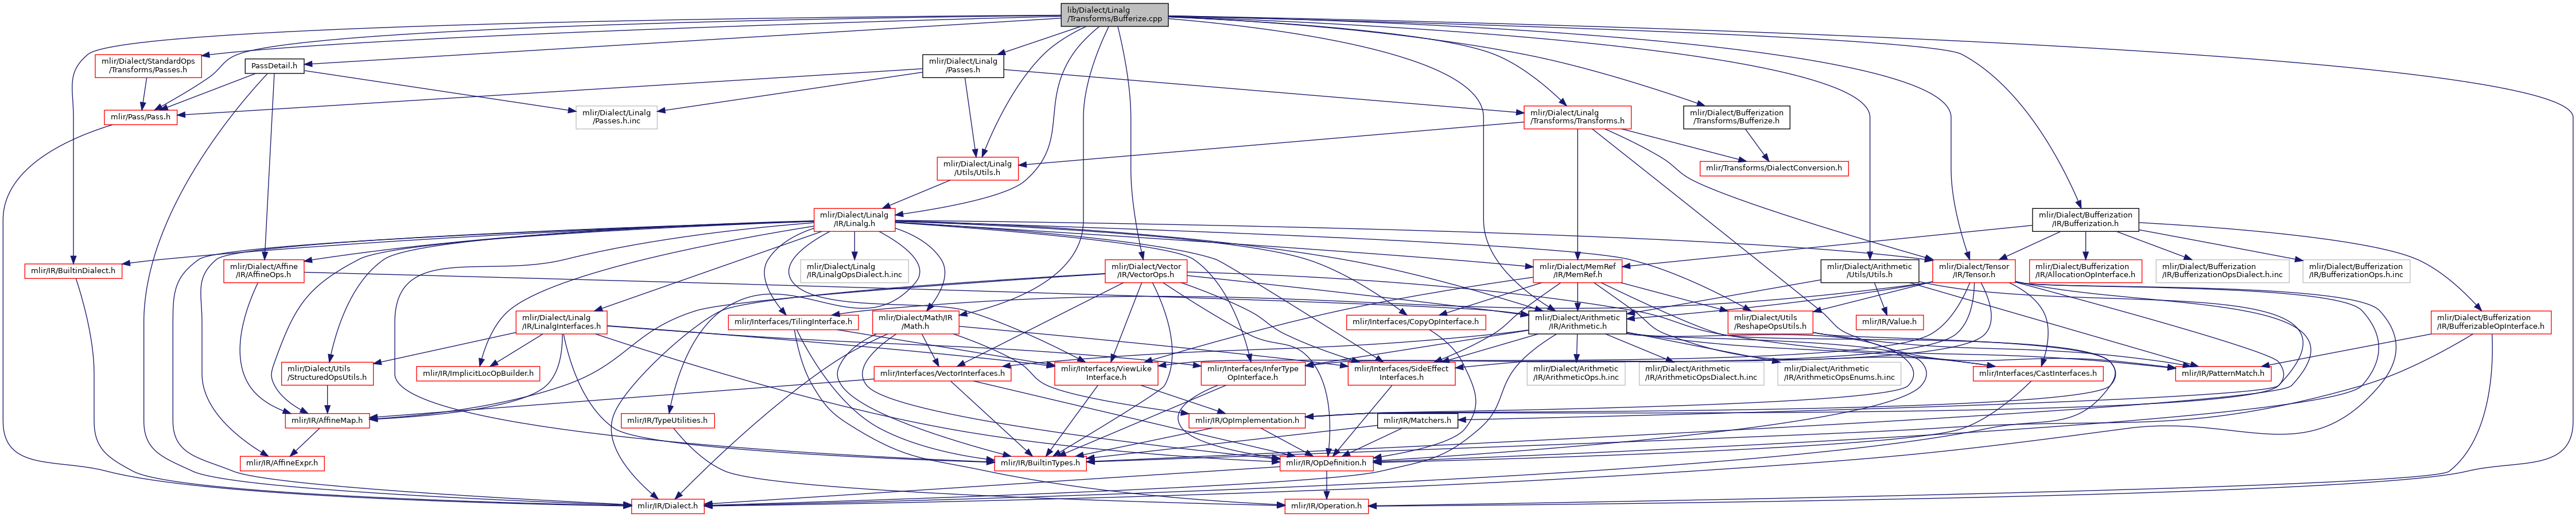 lib/Dialect/Linalg
/Transforms/Bufferize.cpp
mlir/Dialect/StandardOps
/Transforms/Passes.h
PassDetail.h
mlir/Dialect/Linalg
/Passes.h
mlir/Pass/Pass.h
mlir/Dialect/Linalg
/Passes.h.inc
mlir/Dialect/Linalg
/Transforms/Transforms.h
mlir/Dialect/Bufferization
/Transforms/Bufferize.h
mlir/Dialect/Linalg
/Utils/Utils.h
mlir/Transforms/DialectConversion.h
mlir/Dialect/Linalg
/IR/Linalg.h
mlir/Dialect/Bufferization
/IR/Bufferization.h
mlir/IR/BuiltinDialect.h
mlir/Dialect/Affine
/IR/AffineOps.h
mlir/Dialect/Linalg
/IR/LinalgOpsDialect.h.inc
mlir/Dialect/Vector
/IR/VectorOps.h
mlir/Dialect/MemRef
/IR/MemRef.h
mlir/Dialect/Arithmetic
/Utils/Utils.h
mlir/Dialect/Tensor
/IR/Tensor.h
mlir/Dialect/Bufferization
/IR/AllocationOpInterface.h
mlir/Dialect/Bufferization
/IR/BufferizationOpsDialect.h.inc
mlir/Dialect/Bufferization
/IR/BufferizationOps.h.inc
mlir/Dialect/Linalg
/IR/LinalgInterfaces.h
mlir/Interfaces/TilingInterface.h
mlir/Dialect/Math/IR
/Math.h
mlir/Interfaces/CopyOpInterface.h
mlir/Dialect/Utils
/ReshapeOpsUtils.h
mlir/Dialect/Arithmetic
/IR/Arithmetic.h
mlir/IR/Value.h
mlir/Dialect/Bufferization
/IR/BufferizableOpInterface.h
mlir/Dialect/Utils
/StructuredOpsUtils.h
mlir/IR/ImplicitLocOpBuilder.h
mlir/Interfaces/VectorInterfaces.h
mlir/Interfaces/ViewLike
Interface.h
mlir/Interfaces/InferType
OpInterface.h
mlir/Interfaces/SideEffect
Interfaces.h
mlir/Dialect/Arithmetic
/IR/ArithmeticOps.h.inc
mlir/Dialect/Arithmetic
/IR/ArithmeticOpsDialect.h.inc
mlir/Dialect/Arithmetic
/IR/ArithmeticOpsEnums.h.inc
mlir/Interfaces/CastInterfaces.h
mlir/IR/PatternMatch.h
mlir/IR/AffineMap.h
mlir/IR/TypeUtilities.h
mlir/IR/OpImplementation.h
mlir/IR/Matchers.h
mlir/IR/AffineExpr.h
mlir/IR/BuiltinTypes.h
mlir/IR/OpDefinition.h
mlir/IR/Dialect.h
mlir/IR/Operation.h